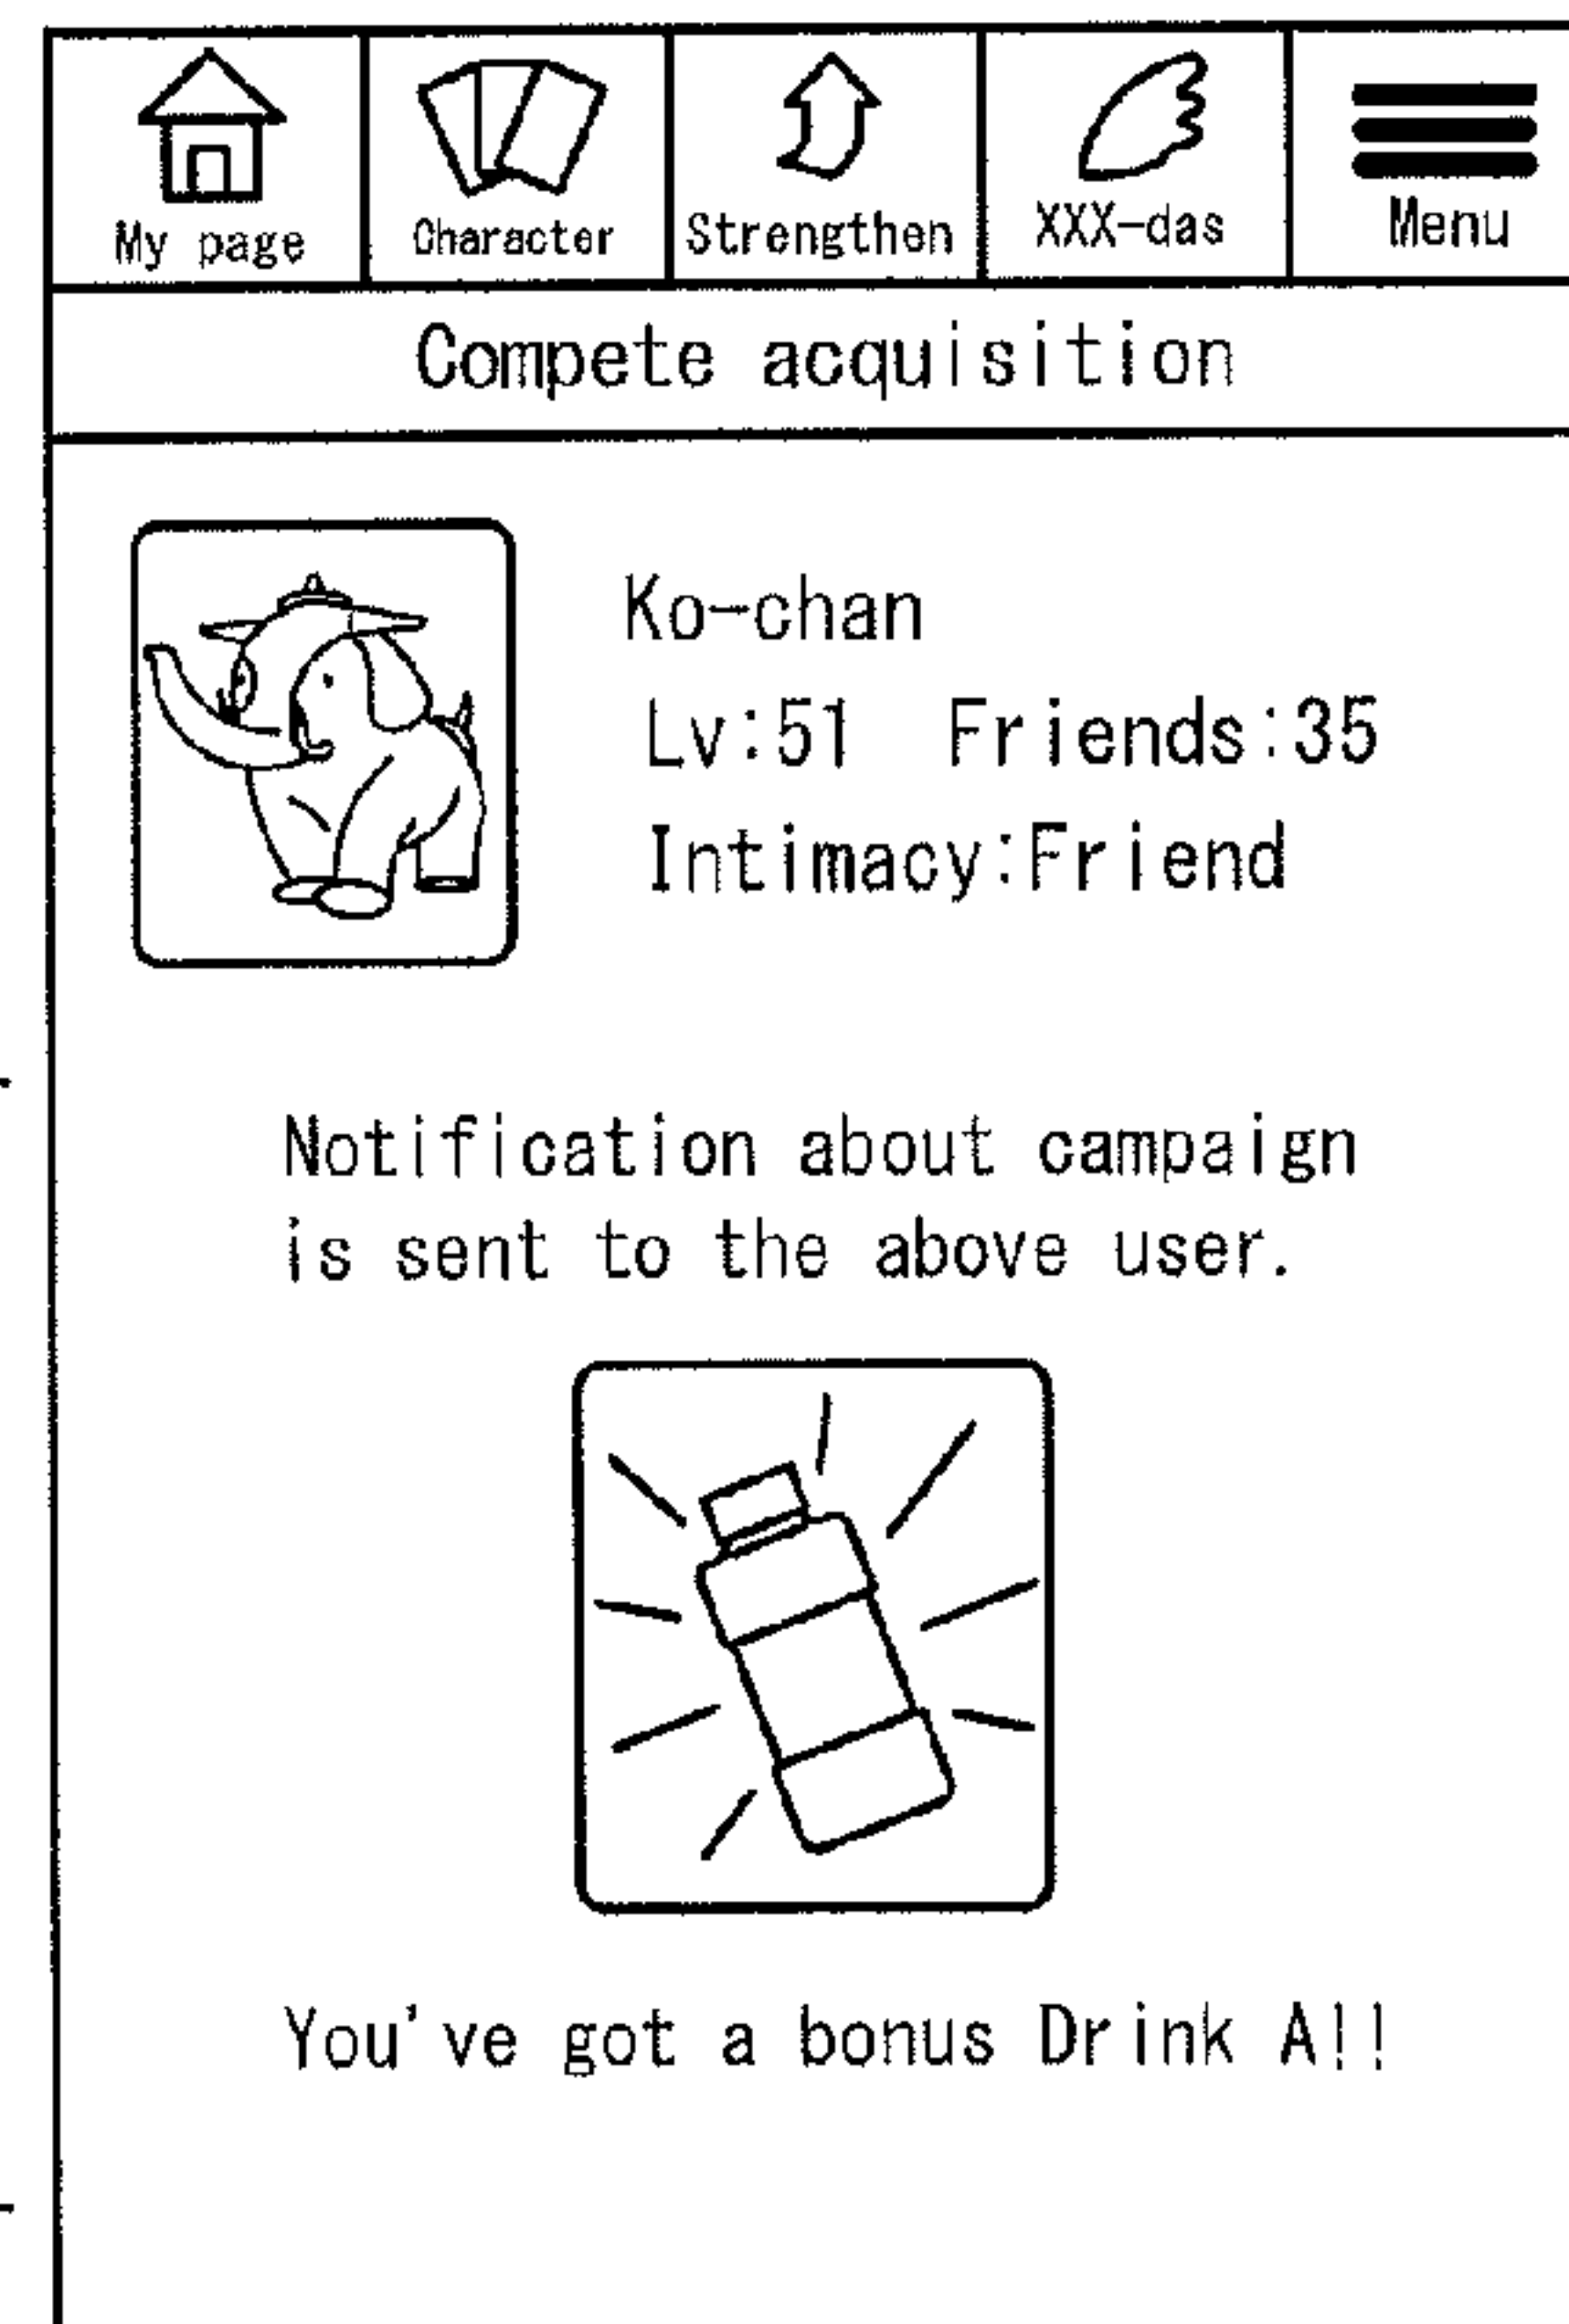 My page Character Strengthen XXX-das Menu
Compete acquisition
Ko-chan
Lv:51 Friends:35
Intimacy:Friend
Notification about campaign
is sent to the above user.
You've got a bonus Drink A!!